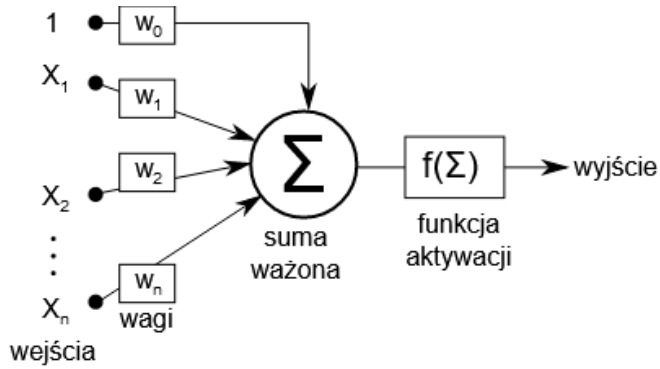 1 w₀
X₁ w₁
X₂ w₂
⋮
Xₙ wₙ
wejścia
wagi
Σ
suma
ważona
f(Σ)
funkcja
aktywacji
wyjście